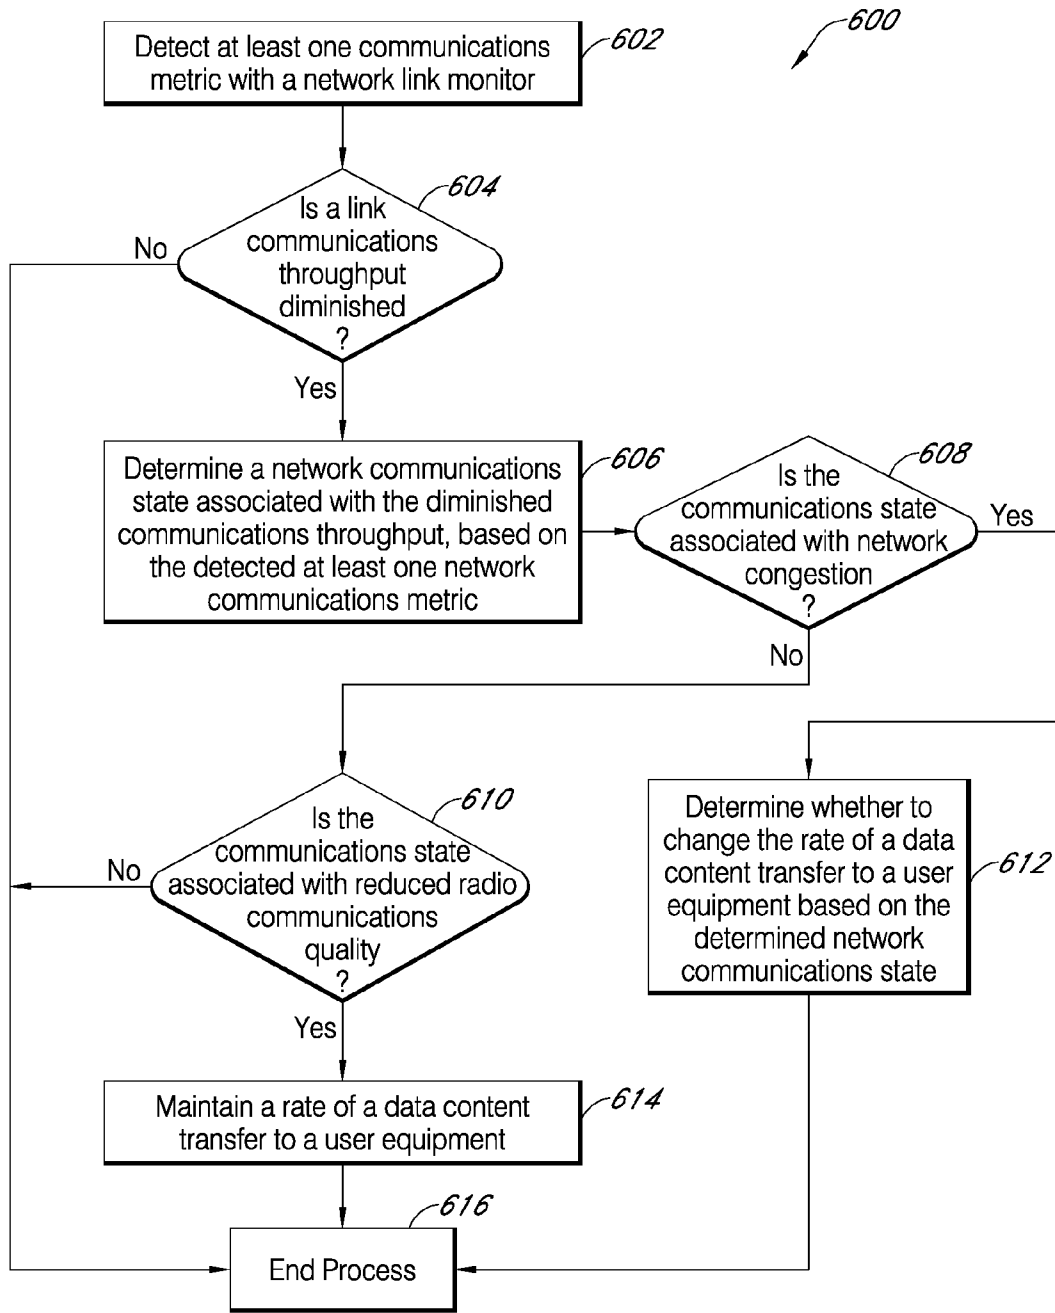 Detect at least one communications
metric with a network link monitor
602
600
604
Is a link
communications
throughput
diminished
?
No
Yes
Determine a network communications
state associated with the diminished
communications throughput, based on
the detected at least one network
communications metric
606
608
Is the
communications state
associated with network
congestion
?
Yes
No
610
Is the
communications state
associated with reduced radio
communications
quality
?
No
Yes
Determine whether to
change the rate of a data
content transfer to a user
equipment based on the
determined network
communications state
612
Maintain a rate of a data content
transfer to a user equipment
614
616
End Process